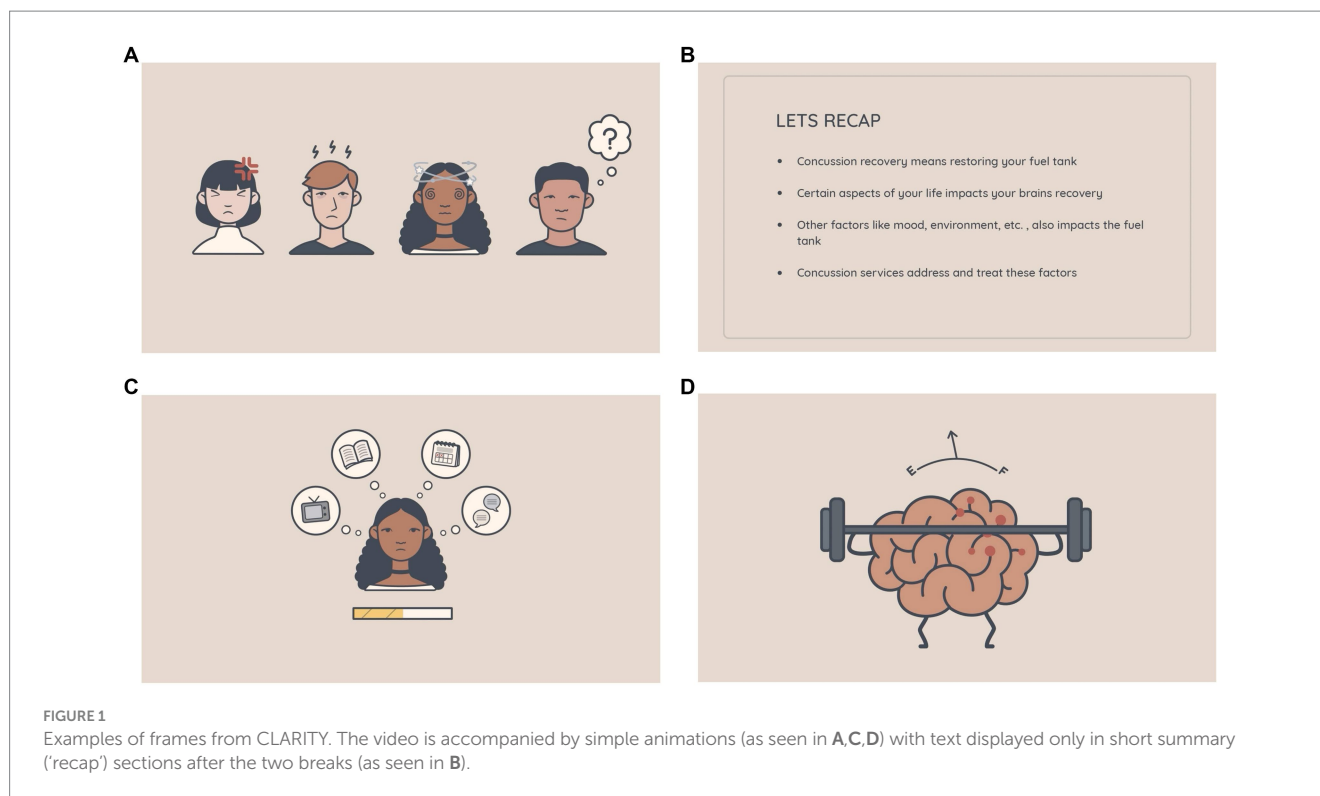 A
B
?
LETS RECAP
• Concussion recovery means restoring your fuel tank
• Certain aspects of your life impacts your brains recovery
• Other factors like mood, environment, etc. , also impacts the fuel
tank
• Concussion services address and treat these factors
C
D
E F
FIGURE 1
Examples of frames from CLARITY. The video is accompanied by simple animations (as seen in A,C,D) with text displayed only in short summary
(‘recap’) sections after the two breaks (as seen in B).